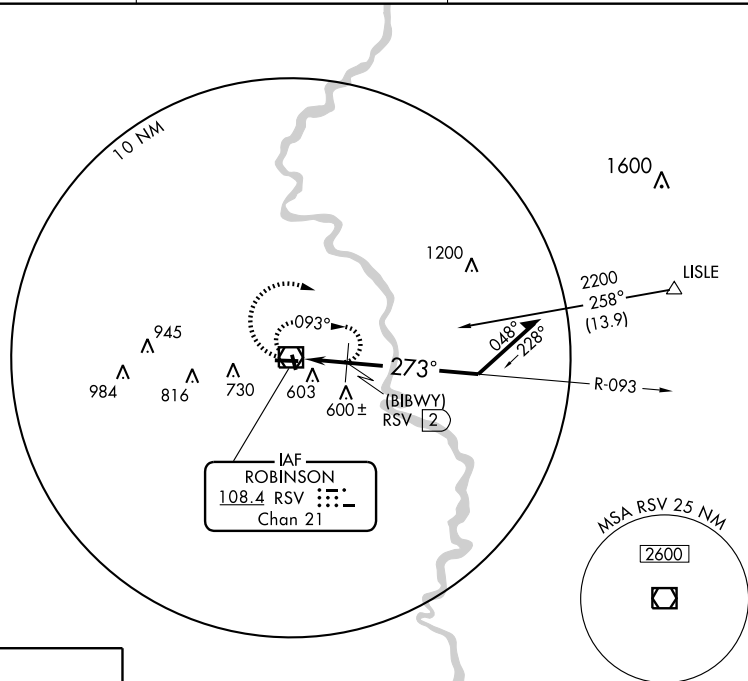 10 NM
1600
1200
2200
LISLE
258°
(13.9)
093°
048°
228°
945
273°
984
816
730
603
600 ±
(BIBWY)
RSV 2
R-093
IAF
ROBINSON
108.4 RSV
Chan 21
MSA RSV 25 NM
2600